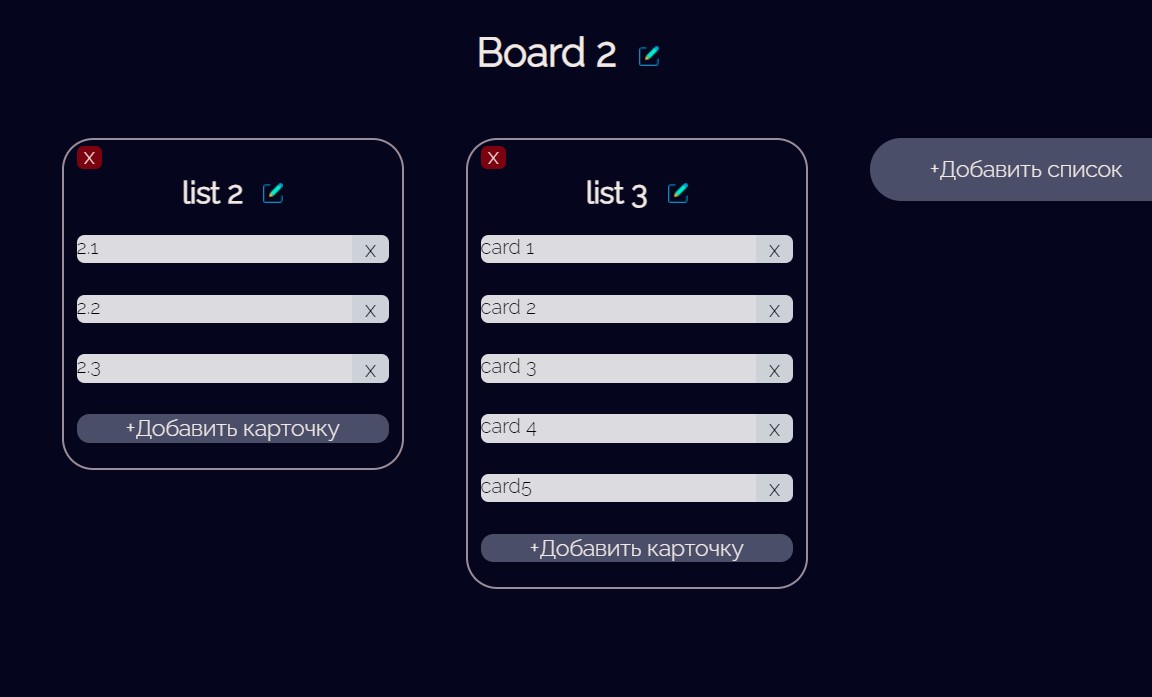 Board 2
X
list 2
2.1
x
2.2
x
2.3
x
+Добавить карточку
X
list 3
card 1
x
card 2
x
card 3
x
card 4
x
card5
x
+Добавить карточку
+Добавить список